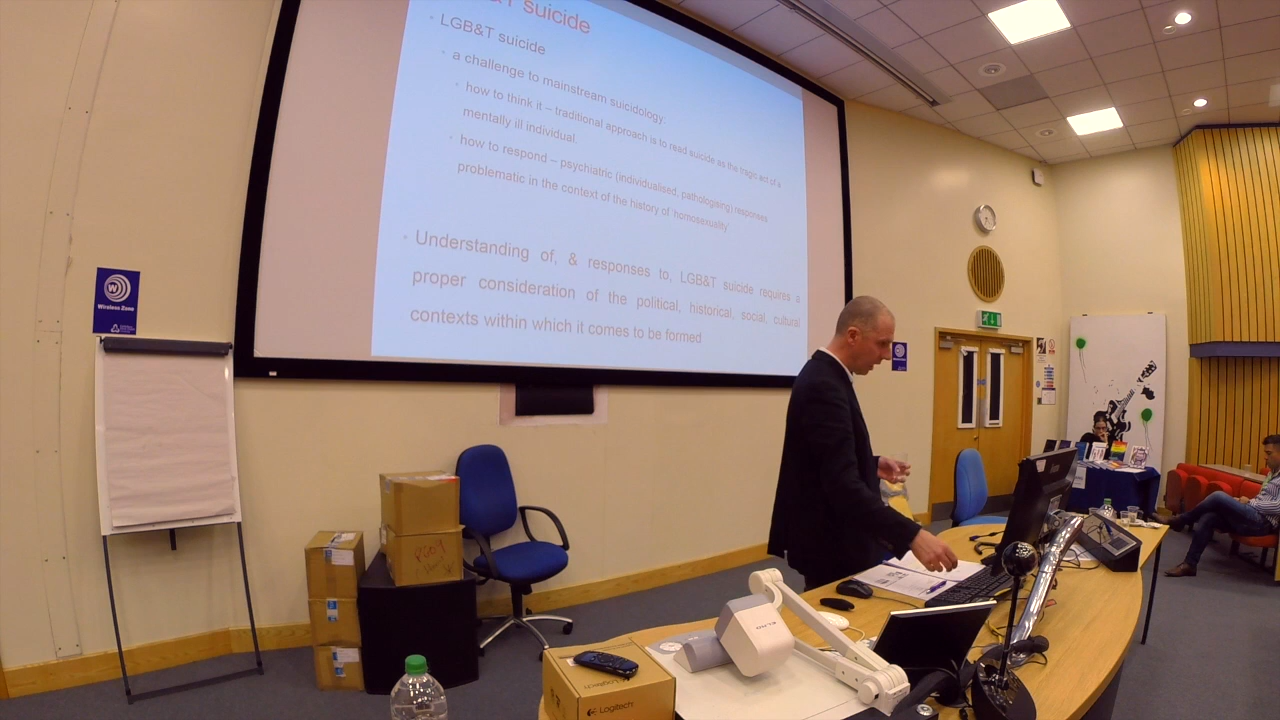 &T suicide
LGB&T suicide
a challenge to mainstream suicidology:
how to think it – traditional approach is to read suicide as the tragic act of a
mentally ill individual.
how to respond – psychiatric (individualised, pathologising) responses
problematic in the context of the history of 'homosexuality'
Understanding of, & responses to, LGB&T suicide requires a
proper consideration of the political, historical, social, cultural
contexts within which it comes to be formed
W
Wireless Zone
ELMO
Logitech